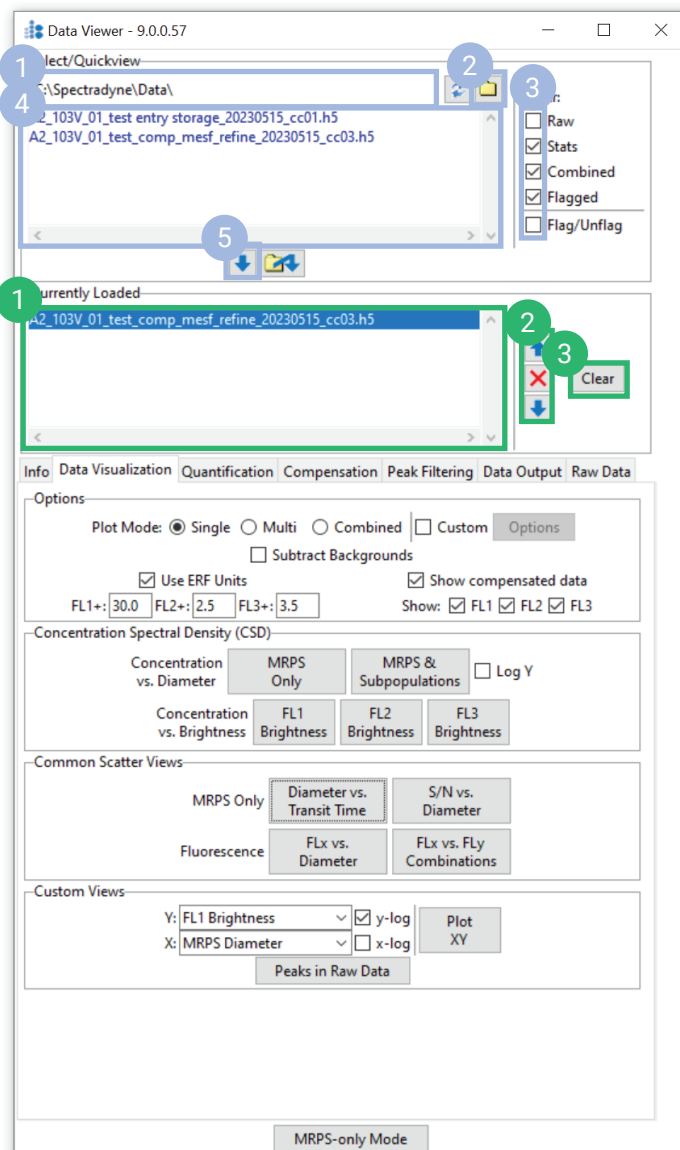 Data Viewer - 9.0.0.57
lect/Quickview
1
2
3
:\Spectradyne\Data\
r:
4
2_103V_01_test entry storage_20230515_cc01.h5
Raw
A2_103V_01_test_comp_mesf_refine_20230515_cc03.h5
Stats
Combined
Flagged
Flag/Unflag
5
urrently Loaded
1
A2_103V_01_test_comp_mesf_refine_20230515_cc03.h5
2
3
Clear
Info Data Visualization Quantification Compensation Peak Filtering Data Output Raw Data
Options
Plot Mode: Single Multi Combined Custom Options
Subtract Backgrounds
Use ERF Units Show compensated data
FL1+: 30.0 FL2+: 2.5 FL3+: 3.5 Show: FL1 FL2 FL3
Concentration Spectral Density (CSD)
Concentration vs. Diameter
MRPS Only
MRPS & Subpopulations
Log Y
Concentration vs. Brightness
FL1 Brightness
FL2 Brightness
FL3 Brightness
Common Scatter Views
MRPS Only
Diameter vs. Transit Time
S/N vs. Diameter
Fluorescence
FLx vs. Diameter
FLx vs. FLy Combinations
Custom Views
Y: FL1 Brightness y-log
X: MRPS Diameter x-log
Plot XY
Peaks in Raw Data
MRPS-only Mode